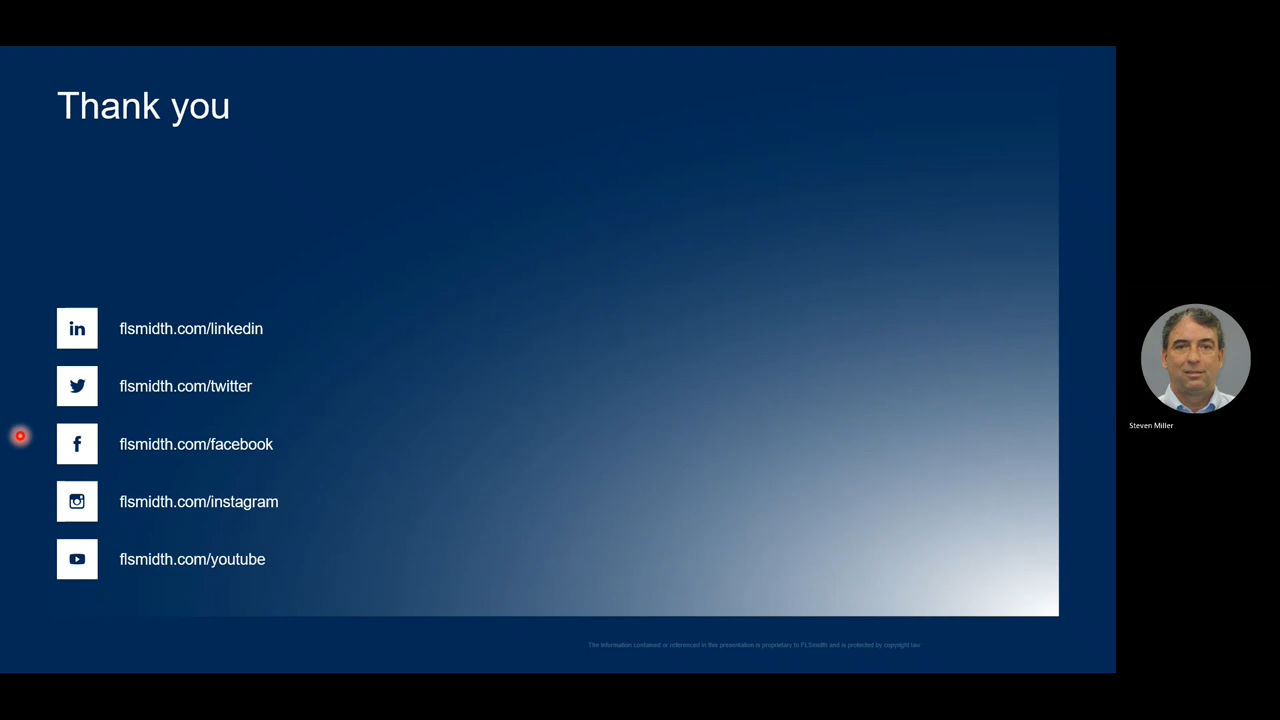 Thank you
in
flsmidth.com/linkedin
flsmidth.com/twitter
f
flsmidth.com/facebook
flsmidth.com/instagram
flsmidth.com/youtube
Steven Miller
The information contained or referenced in this presentation is proprietary to FLSmidth and is protected by copyright law